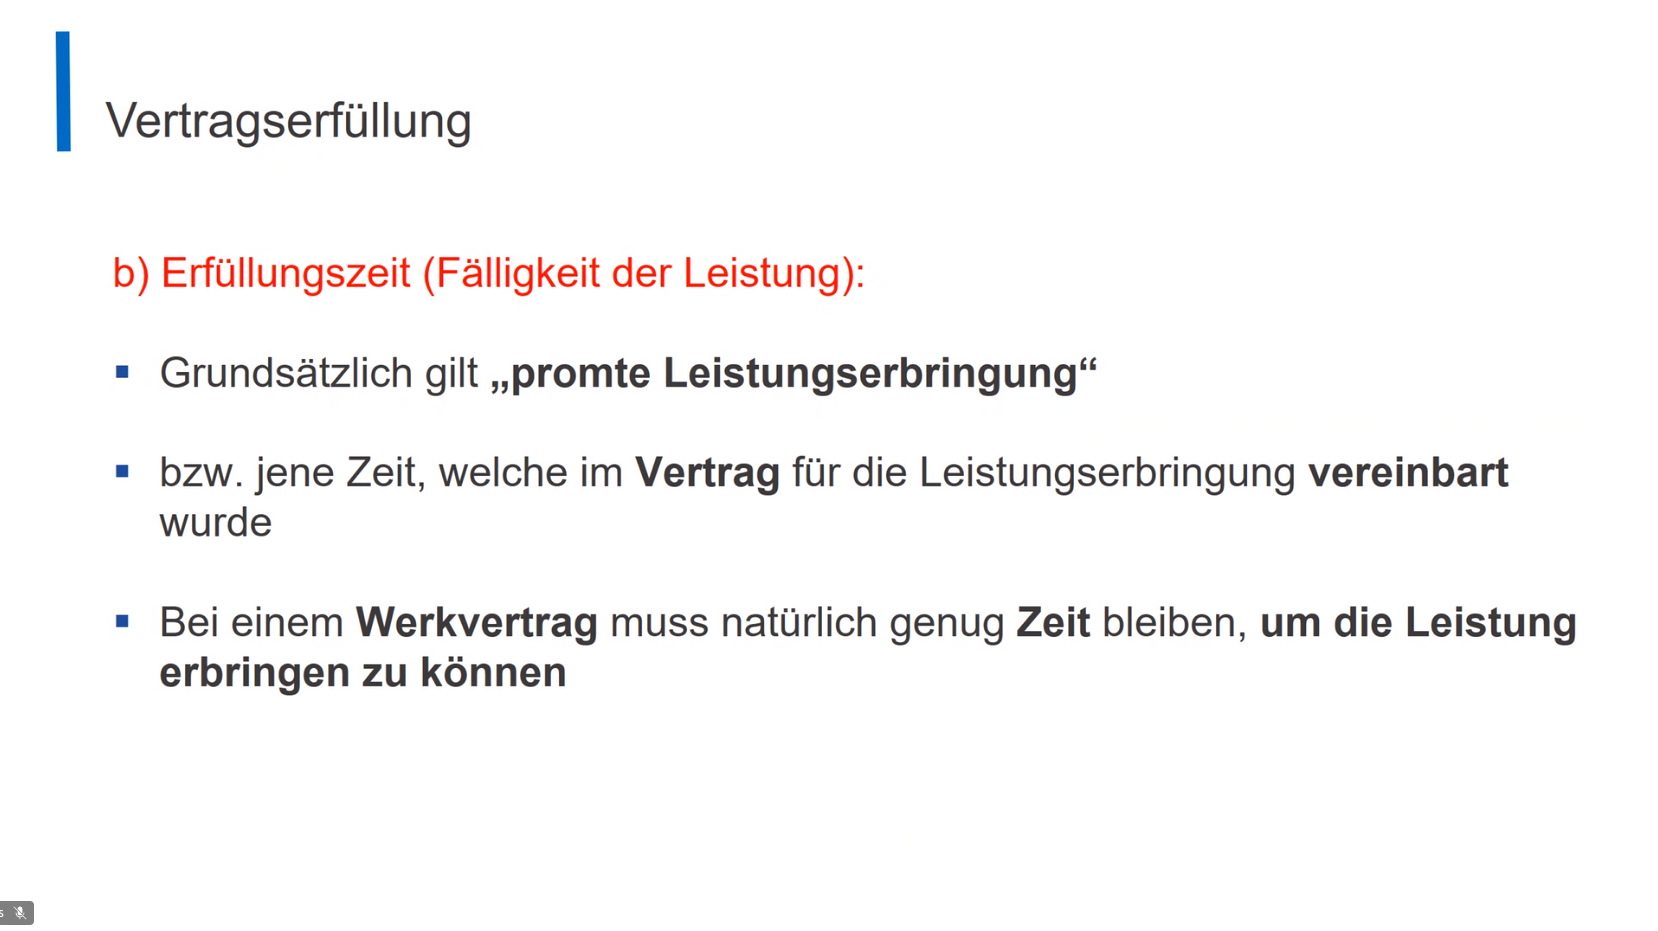 Vertragserfüllung
b) Erfüllungszeit (Fälligkeit der Leistung):
▪ Grundsätzlich gilt „promte Leistungserbringung“
▪ bzw. jene Zeit, welche im Vertrag für die Leistungserbringung vereinbart
wurde
▪ Bei einem Werkvertrag muss natürlich genug Zeit bleiben, um die Leistung
erbringen zu können
s